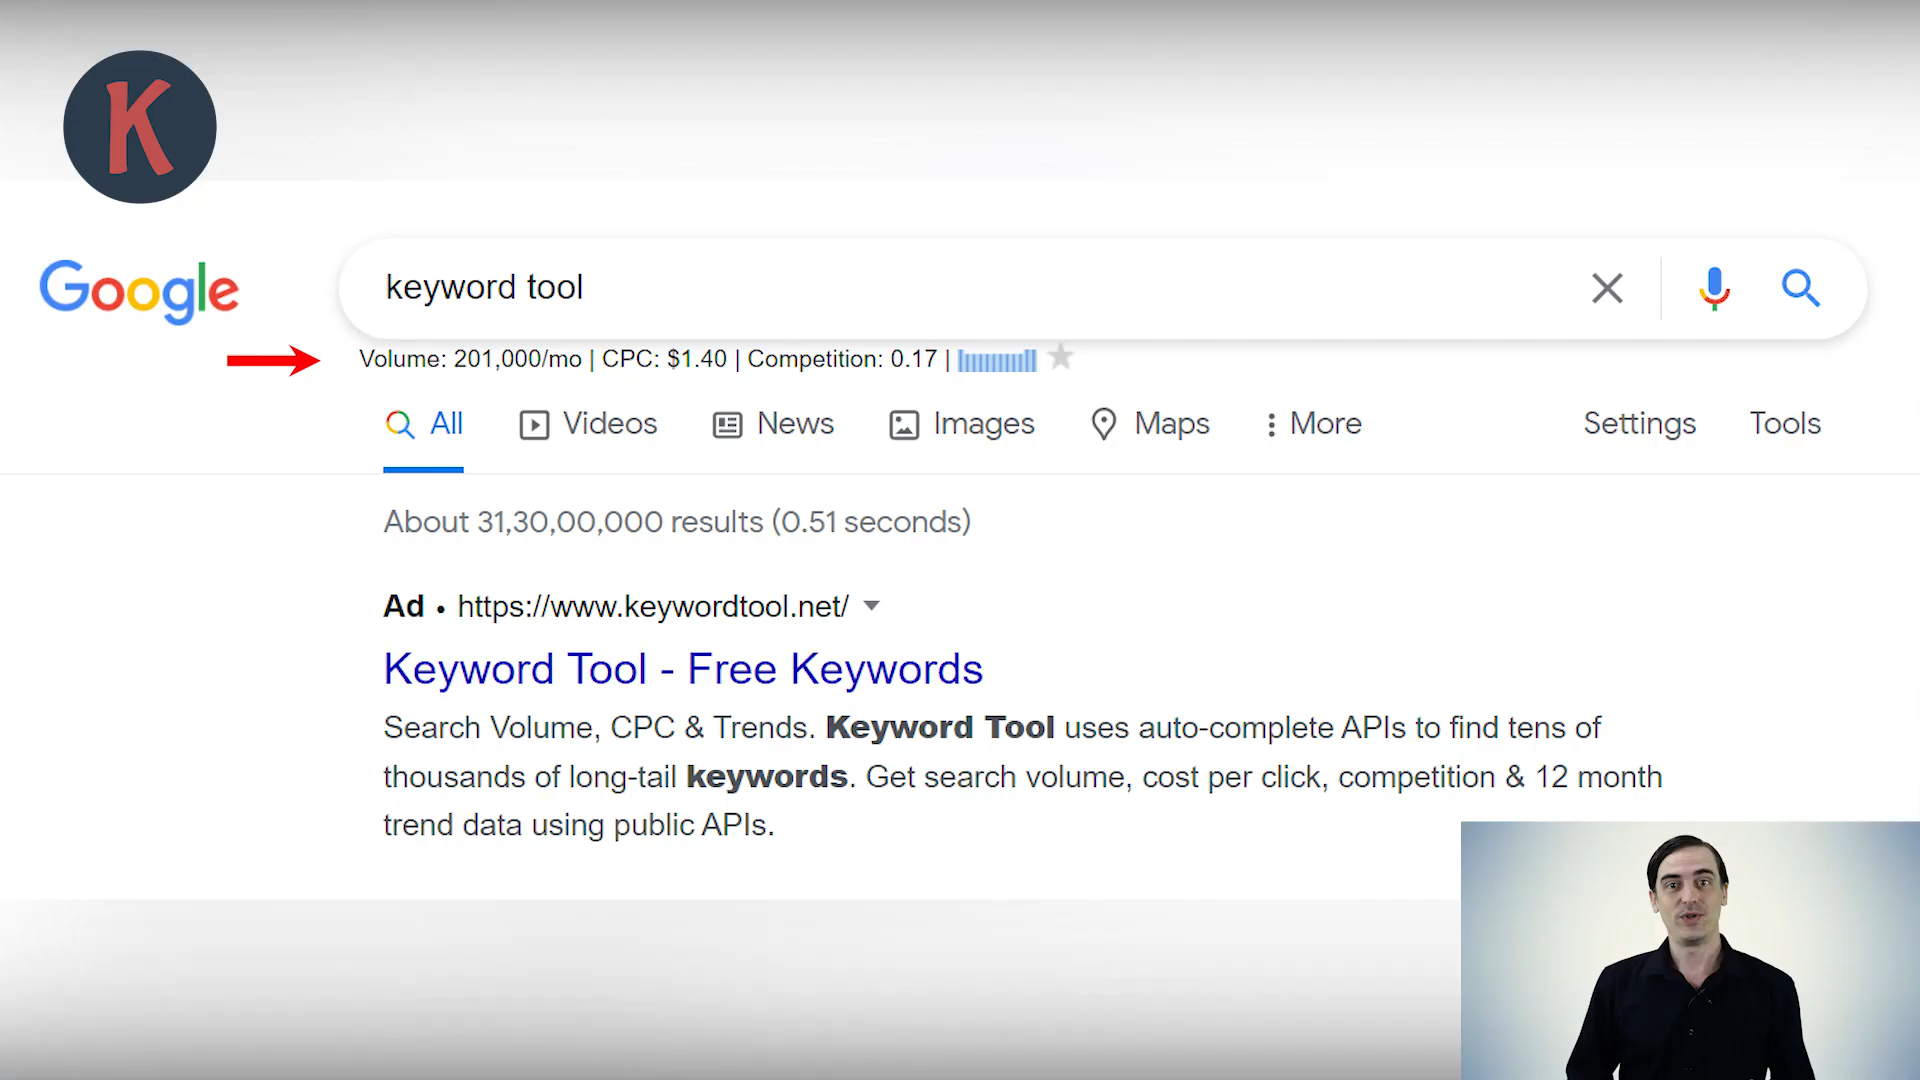 K
Google
keyword tool
Volume: 201,000/mo | CPC: $1.40 | Competition: 0.17 |
All Videos News Images Maps More Settings Tools
About 31,30,00,000 results (0.51 seconds)
Ad • https://www.keywordtool.net/
Keyword Tool - Free Keywords
Search Volume, CPC & Trends. Keyword Tool uses auto-complete APIs to find tens of
thousands of long-tail keywords. Get search volume, cost per click, competition & 12 month
trend data using public APIs.